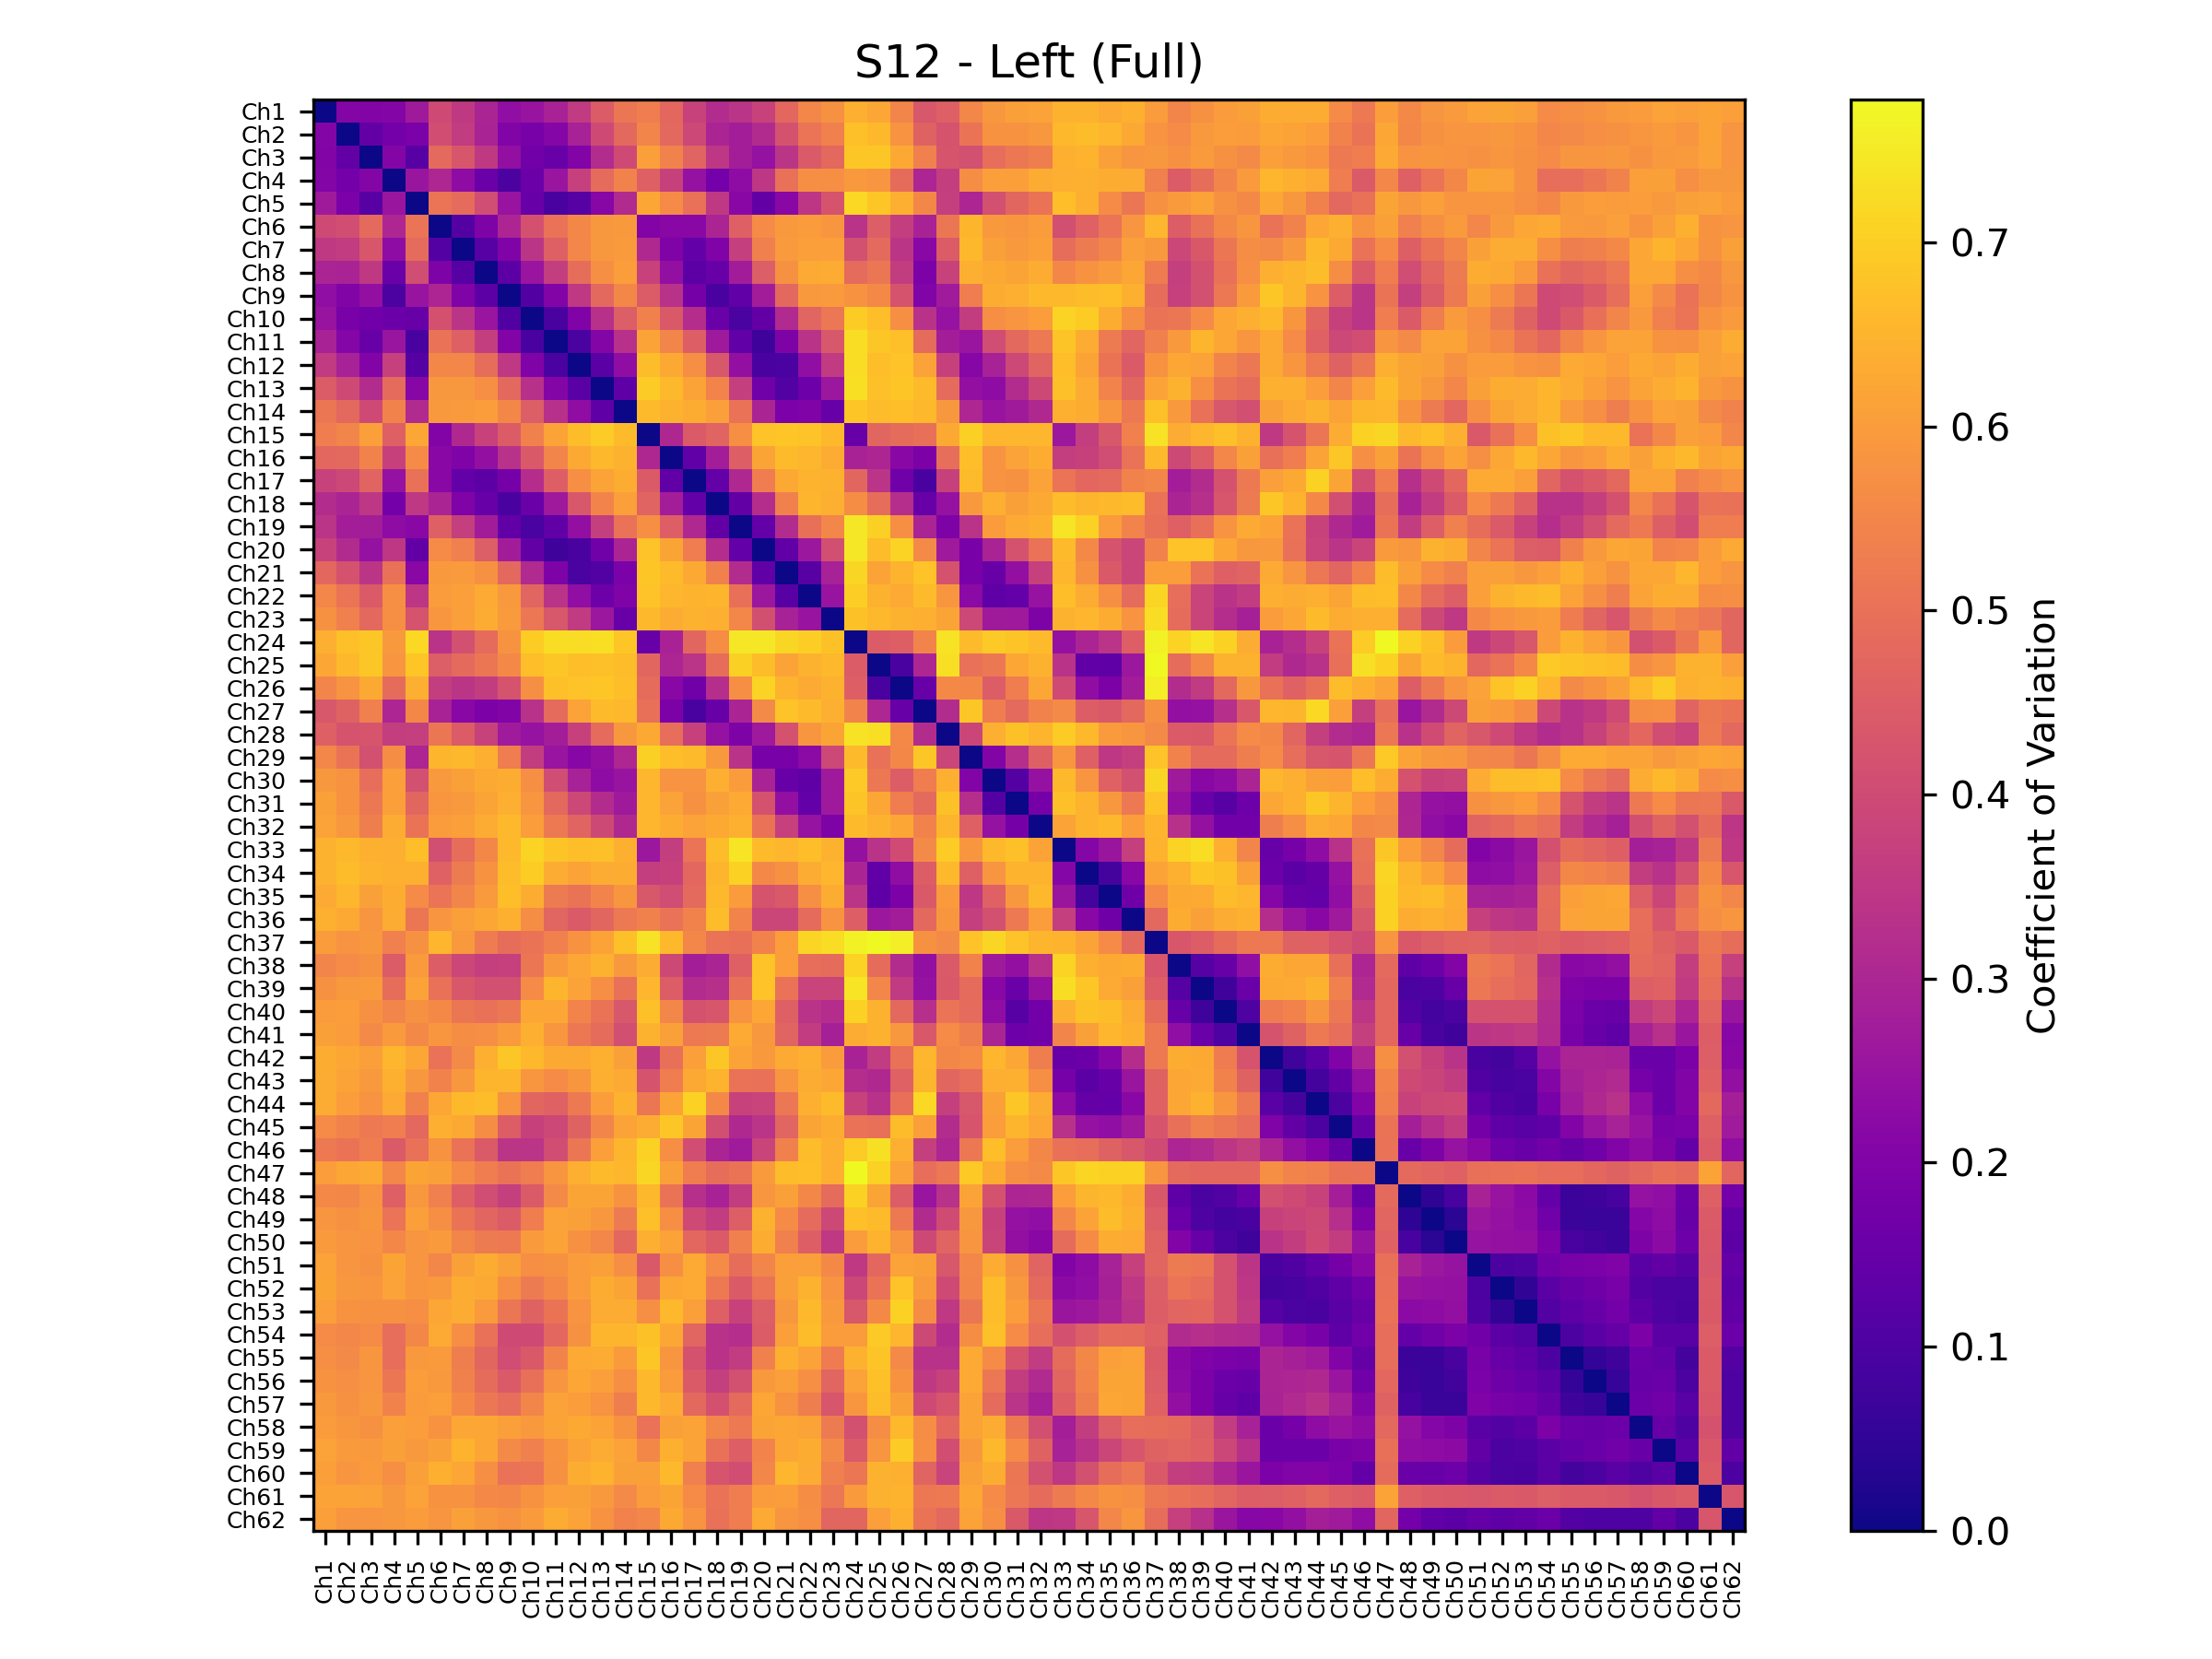 S12 - Left (Full)
Ch1
Ch2
Ch3
Ch4
Ch5
Ch6
Ch7
Ch8
Ch9
Ch10
Ch11
Ch12
Ch13
Ch14
Ch15
Ch16
Ch17
Ch18
Ch19
Ch20
Ch21
Ch22
Ch23
Ch24
Ch25
Ch26
Ch27
Ch28
Ch29
Ch30
Ch31
Ch32
Ch33
Ch34
Ch35
Ch36
Ch37
Ch38
Ch39
Ch40
Ch41
Ch42
Ch43
Ch44
Ch45
Ch46
Ch47
Ch48
Ch49
Ch50
Ch51
Ch52
Ch53
Ch54
Ch55
Ch56
Ch57
Ch58
Ch59
Ch60
Ch61
Ch62
Ch1
Ch2
Ch3
Ch4
Ch5
Ch6
Ch7
Ch8
Ch9
Ch10
Ch11
Ch12
Ch13
Ch14
Ch15
Ch16
Ch17
Ch18
Ch19
Ch20
Ch21
Ch22
Ch23
Ch24
Ch25
Ch26
Ch27
Ch28
Ch29
Ch30
Ch31
Ch32
Ch33
Ch34
Ch35
Ch36
Ch37
Ch38
Ch39
Ch40
Ch41
Ch42
Ch43
Ch44
Ch45
Ch46
Ch47
Ch48
Ch49
Ch50
Ch51
Ch52
Ch53
Ch54
Ch55
Ch56
Ch57
Ch58
Ch59
Ch60
Ch61
Ch62
0.7
0.6
0.5
0.4
0.3
0.2
0.1
0.0
Coefficient of Variation